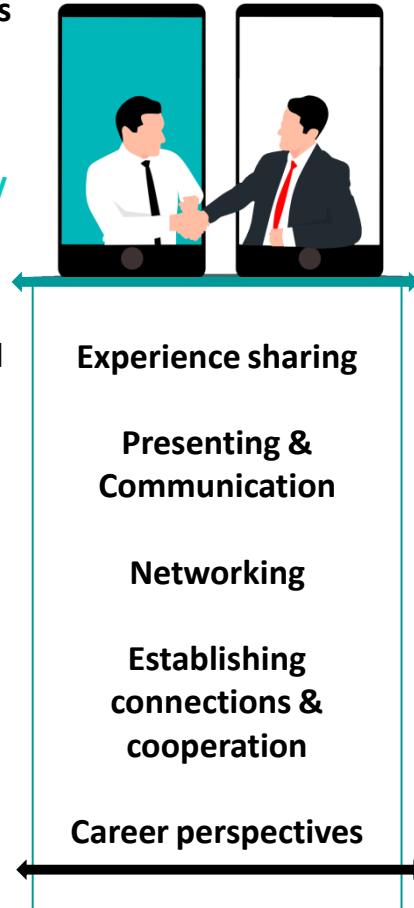 s
y
l
Experience sharing
Presenting &
Communication
Networking
Establishing
connections &
cooperation
Career perspectives